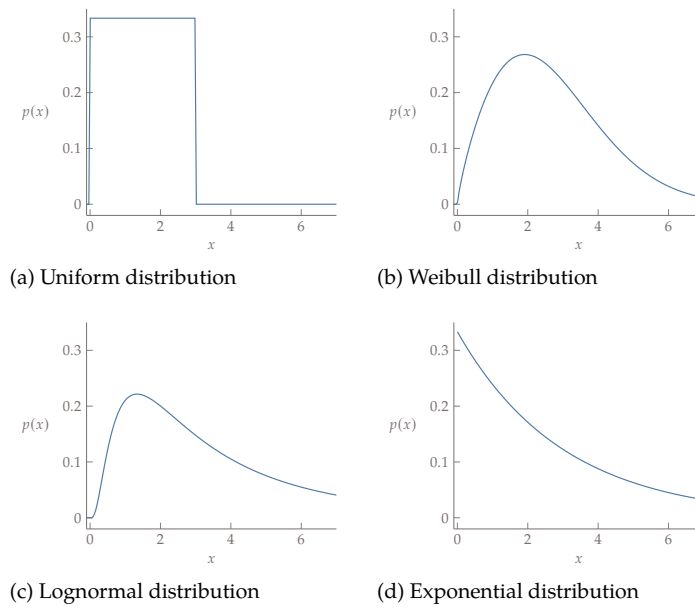 0.3
0.2
p(x)
0.1
0
0 2 4 6
x
(a) Uniform distribution
0.3
0.2
p(x)
0.1
0
0 2 4 6
x
(b) Weibull distribution
0.3
0.2
p(x)
0.1
0
0 2 4 6
x
(c) Lognormal distribution
0.3
0.2
p(x)
0.1
0
0 2 4 6
x
(d) Exponential distribution